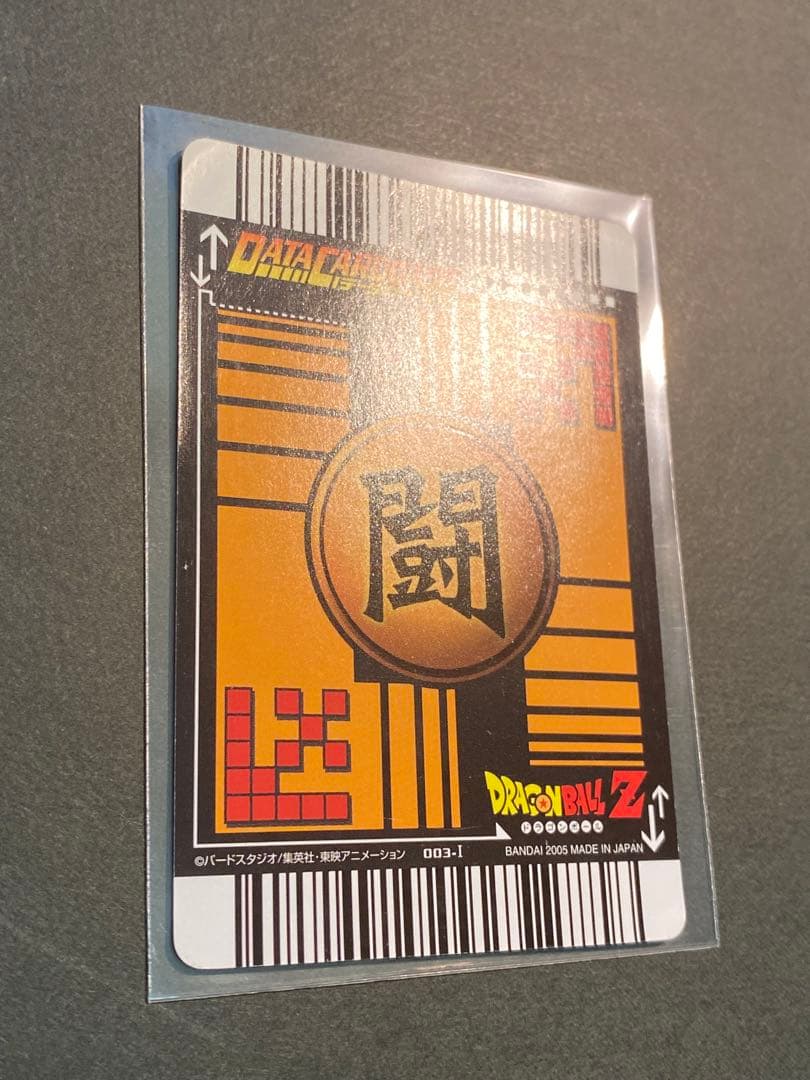 DATACARD
闘
DRAGONBALL Z
ドラゴンボール
©バードスタジオ/集英社・東映アニメーション 003-I BANDAI 2005 MADE IN JAPAN